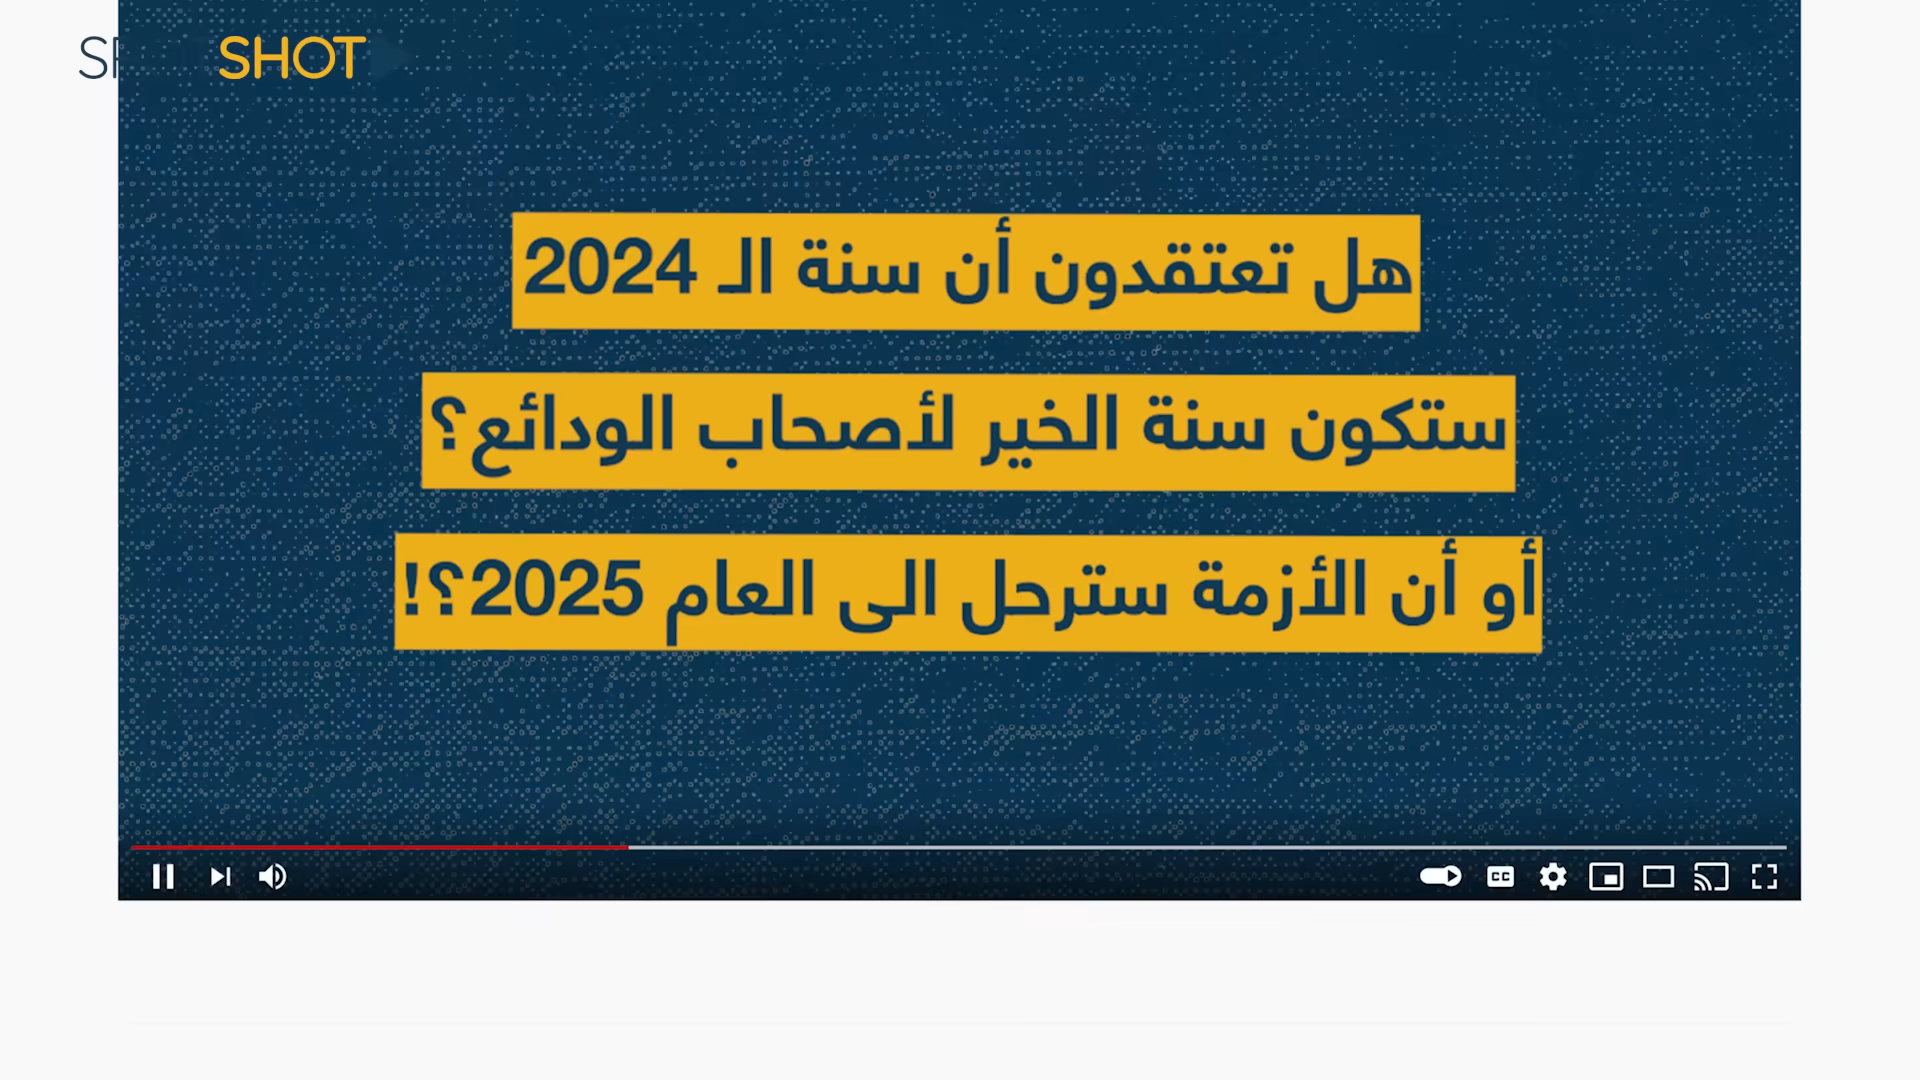 SHOT
هل تعتقدون أن سنة الـ 2024
ستكون سنة الخير لأصحاب الودائع؟
أو أن الأزمة سترحل الى العام 2025؟!
CC